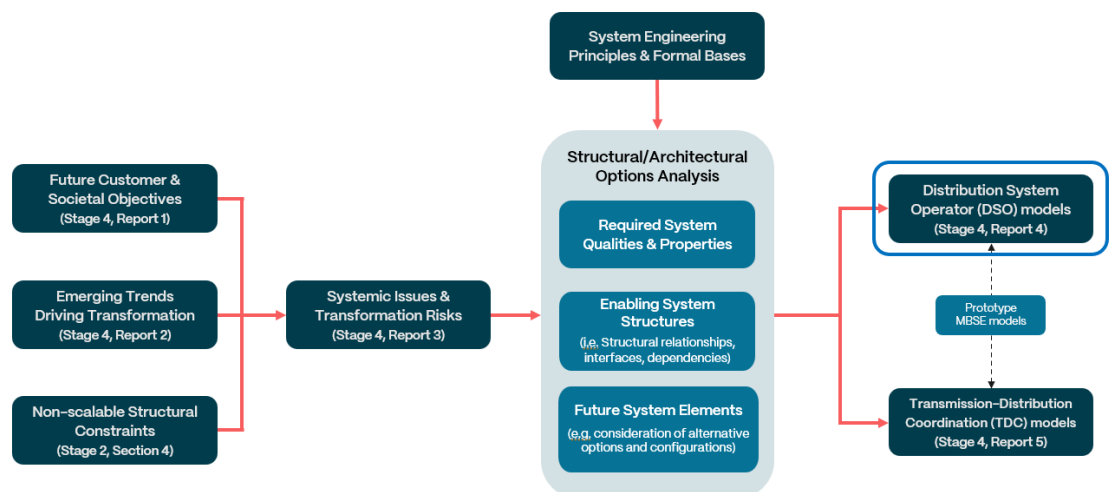 System Engineering
Principles & Formal Bases
Structural/Architectural
Options Analysis
Future Customer &
Societal Objectives
(Stage 4, Report 1)
Emerging Trends
Driving Transformation
(Stage 4, Report 2)
Non-scalable Structural
Constraints
(Stage 2, Section 4)
Systemic Issues &
Transformation Risks
(Stage 4, Report 3)
Required System
Qualities & Properties
Enabling System
Structures
(i.e. Structural relationships,
interfaces, dependencies)
Future System Elements
(e.g. consideration of alternative
options and configurations)
Distribution System
Operator (DSO) models
(Stage 4, Report 4)
Prototype
MBSE models
Transmission–Distribution
Coordination (TDC) models
(Stage 4, Report 5)